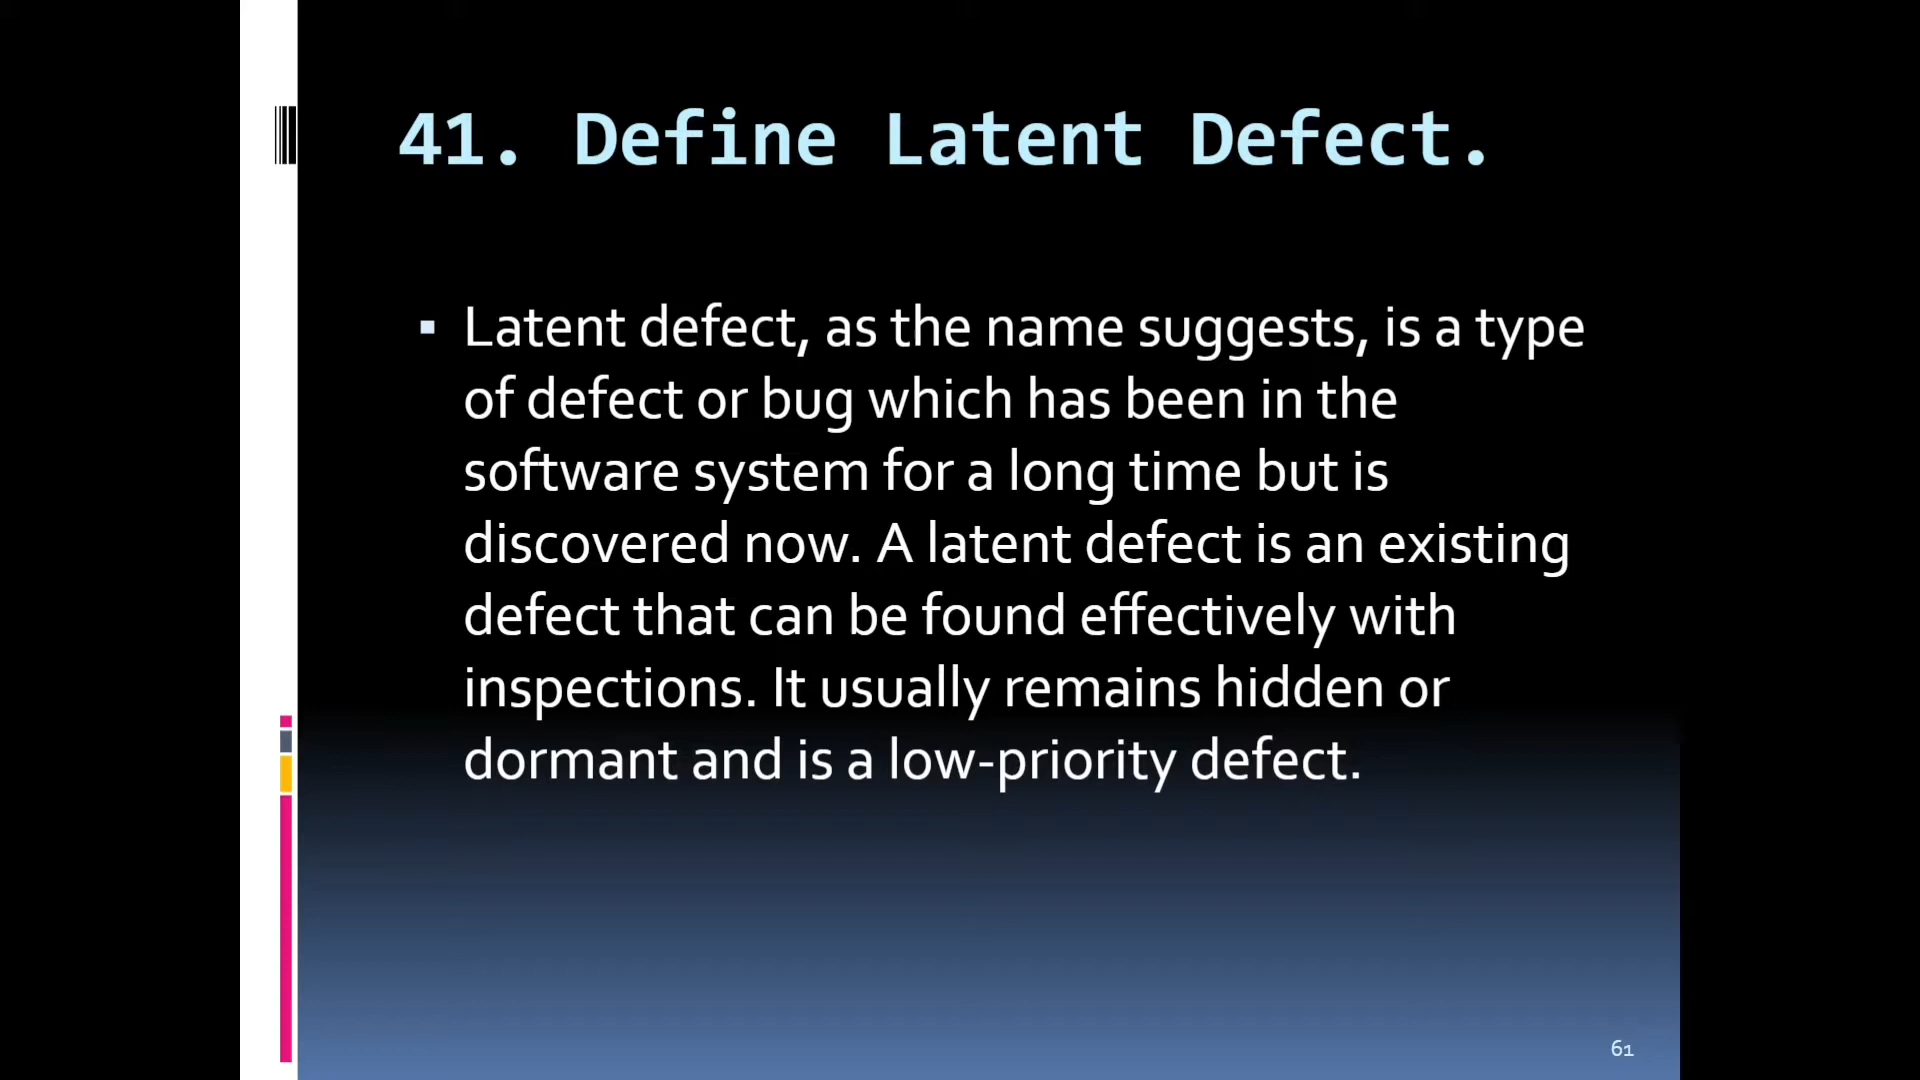 41. Define Latent Defect.
▪ Latent defect, as the name suggests, is a type
of defect or bug which has been in the
software system for a long time but is
discovered now. A latent defect is an existing
defect that can be found effectively with
inspections. It usually remains hidden or
dormant and is a low-priority defect.
61